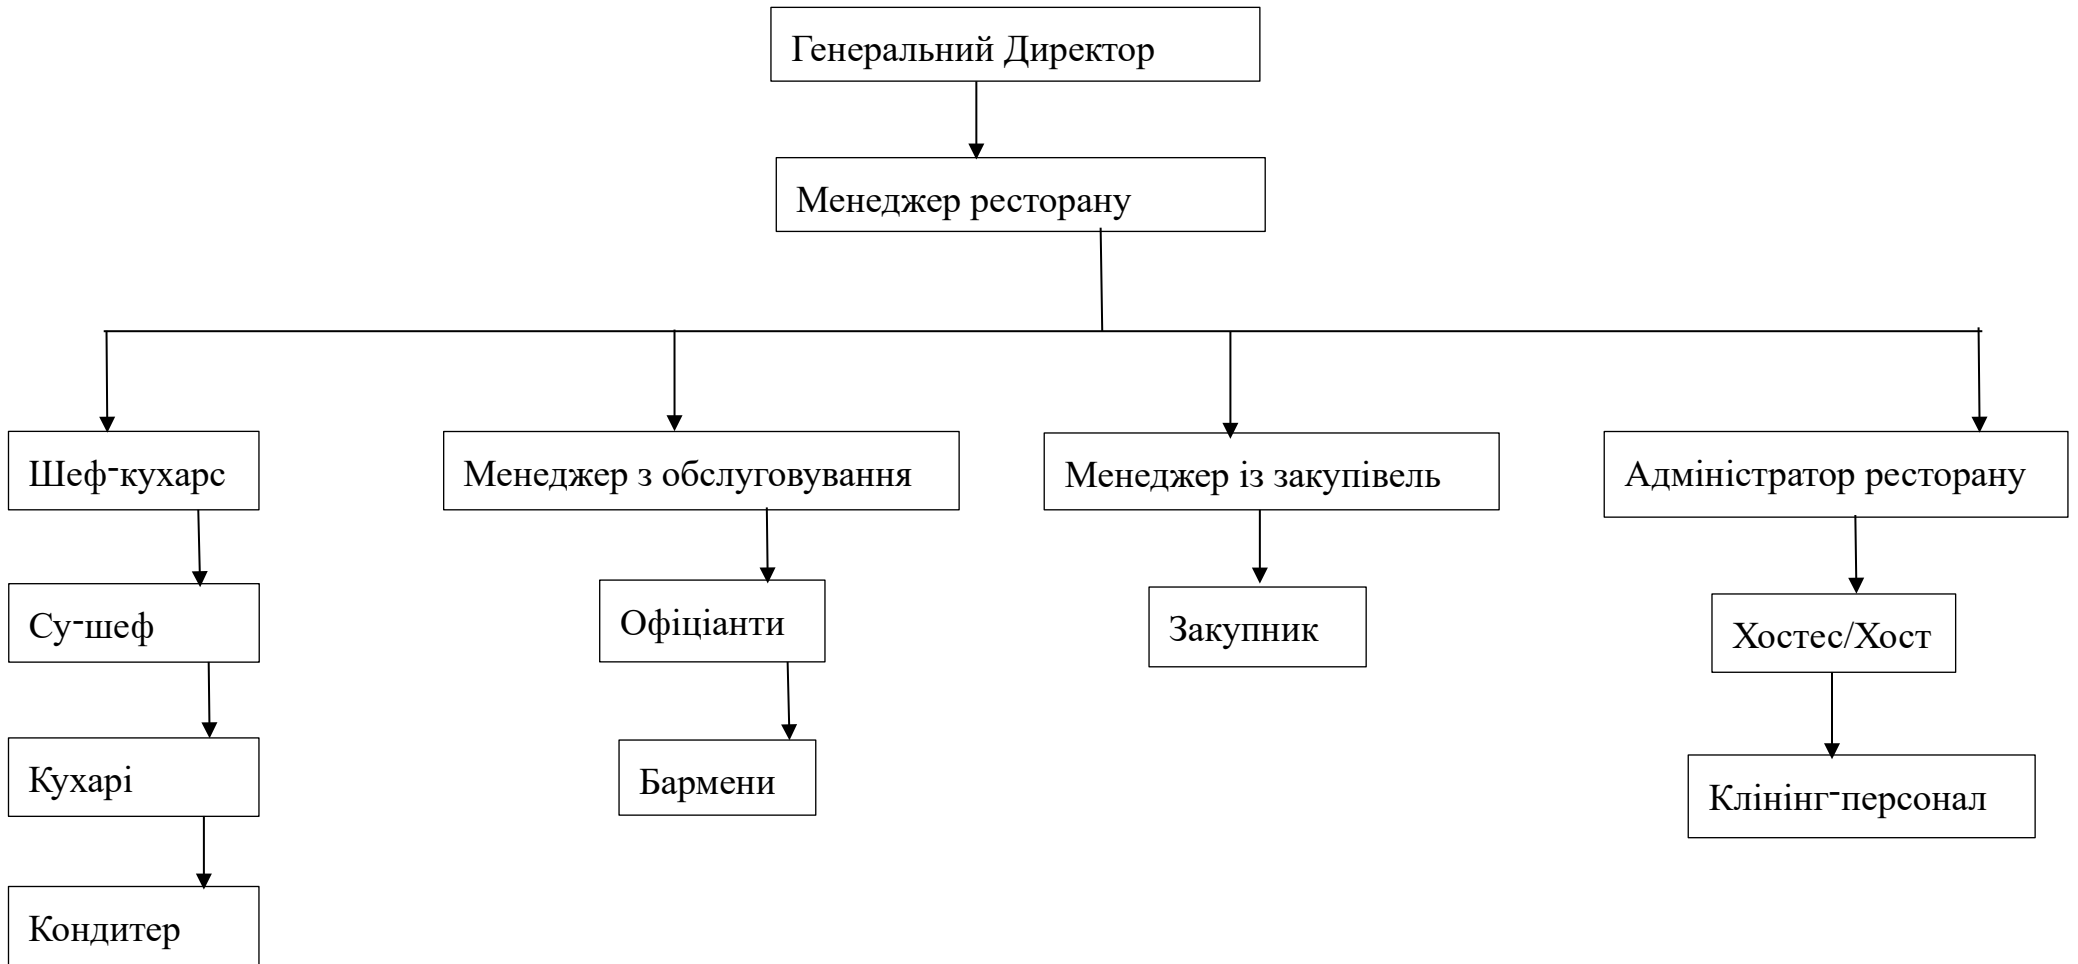 Генеральний Директор
Менеджер ресторану
Шеф-кухарс
Менеджер з обслуговування
Менеджер із закупівель
Адміністратор ресторану
Су-шеф
Офіціанти
Закупник
Хостес/Хост
Кухарі
Бармени
Клінінг-персонал
Кондитер